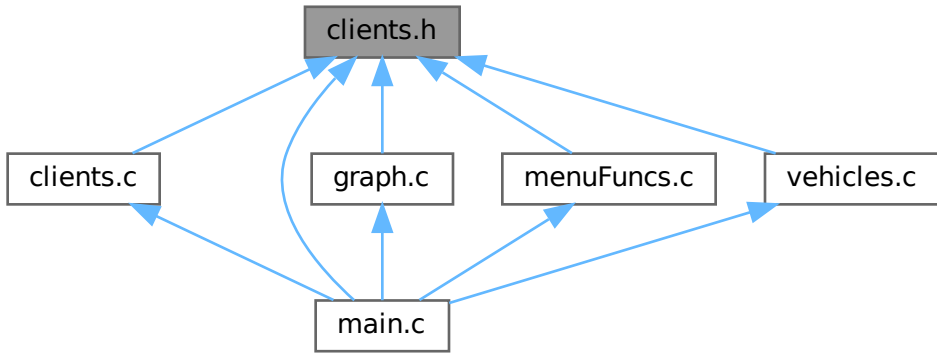 clients.h
clients.c
graph.c
menuFuncs.c
vehicles.c
main.c